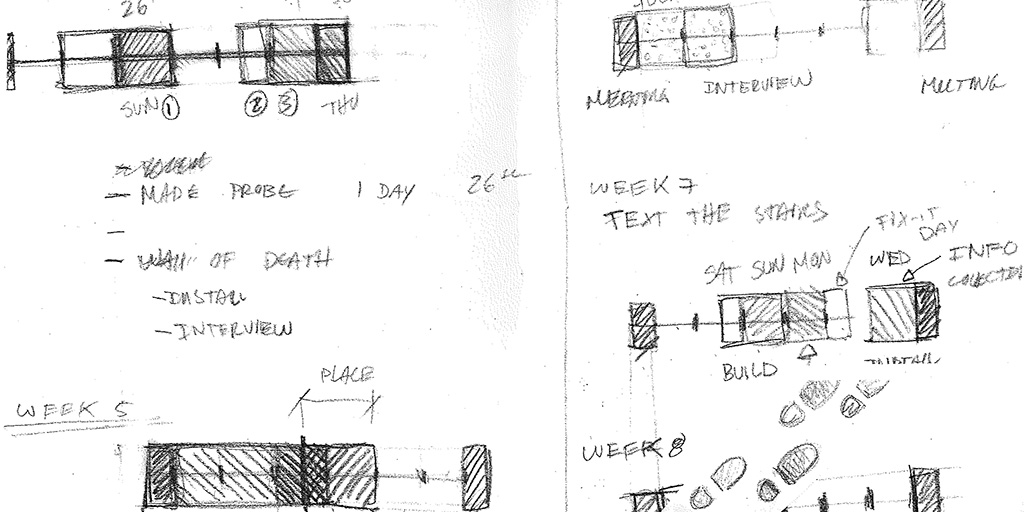 26
SUN ① ② ③ THU
— MADE PROBE 1 DAY 26
— WALL OF DEATH
— INSTALL
— INTERVIEW
PLACE
WEEK 5
MEETING INTERVIEW MEETING
WEEK 7
TEXT THE STAIRS
FIX-IT
DAY
SAT SUN MON WED INFO
BUILD INSTALL
WEEK 8